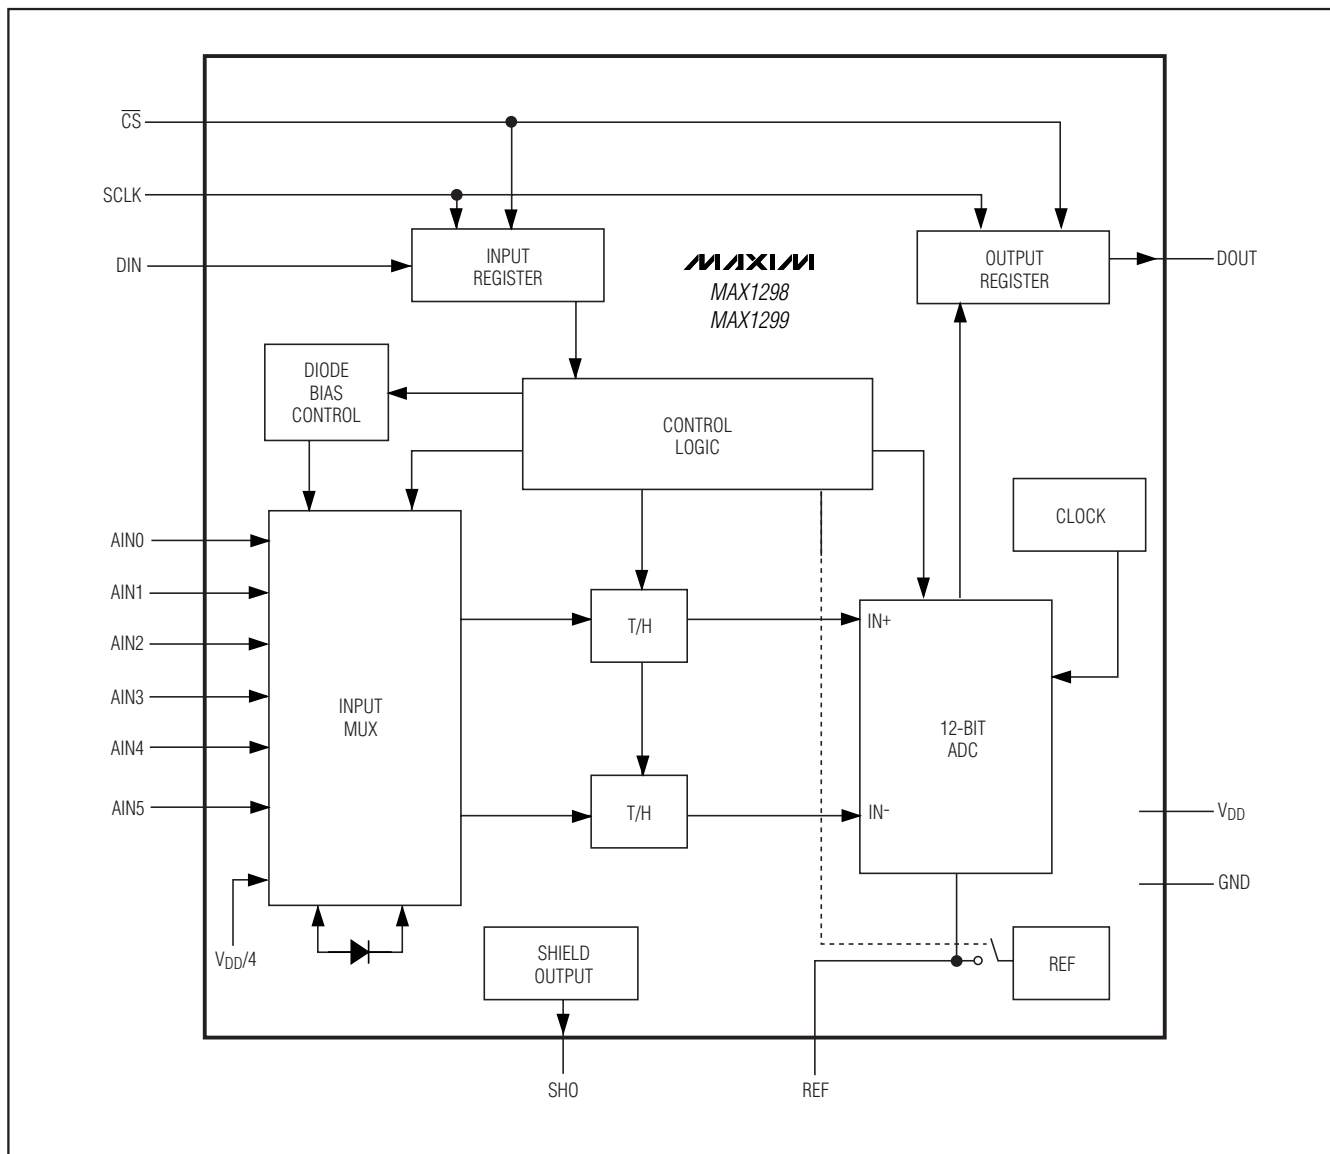 CS
SCLK
DIN
INPUT
REGISTER
MAXIM
MAX1298
MAX1299
OUTPUT
REGISTER
DOUT
DIODE
BIAS
CONTROL
CONTROL
LOGIC
CLOCK
AIN0
AIN1
AIN2
AIN3
AIN4
AIN5
INPUT
MUX
T/H
T/H
IN+
12-BIT
ADC
IN-
VDD
GND
VDD/4
SHIELD
OUTPUT
REF
SHO
REF